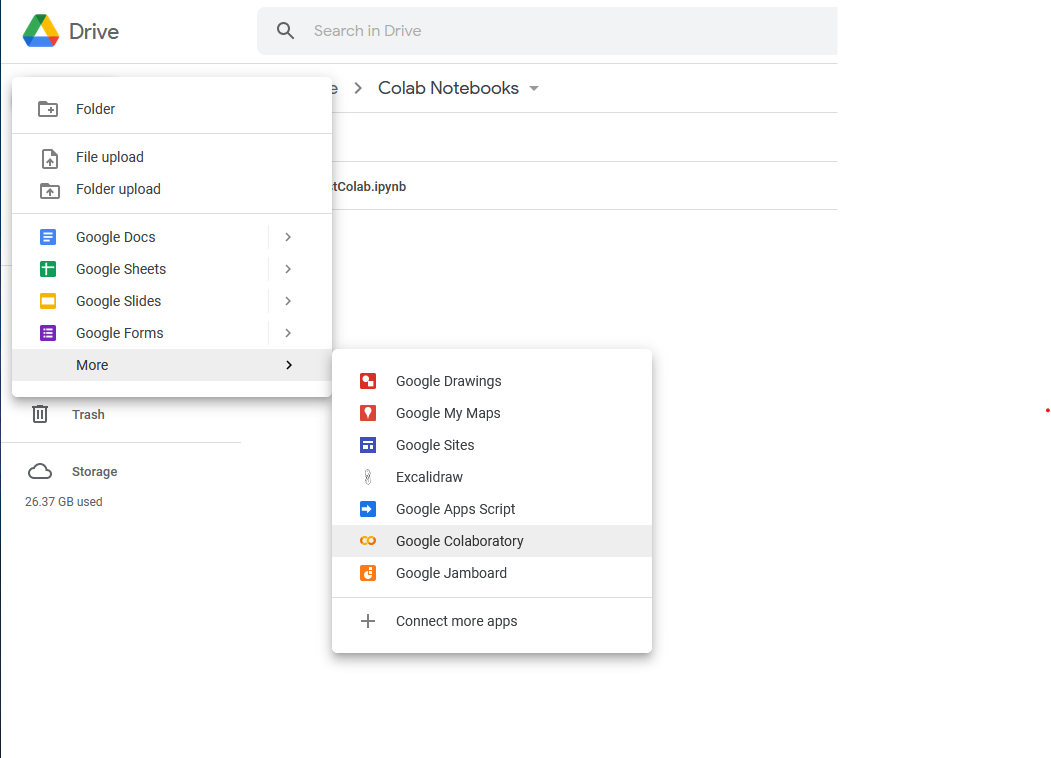 Drive
Search in Drive
Colab Notebooks
Folder
File upload
Folder upload
tColab.ipynb
Google Docs
Google Sheets
Google Slides
Google Forms
More
Google Drawings
Google My Maps
Google Sites
Excalidraw
Google Apps Script
Google Colaboratory
Google Jamboard
Connect more apps
Trash
Storage
26.37 GB used